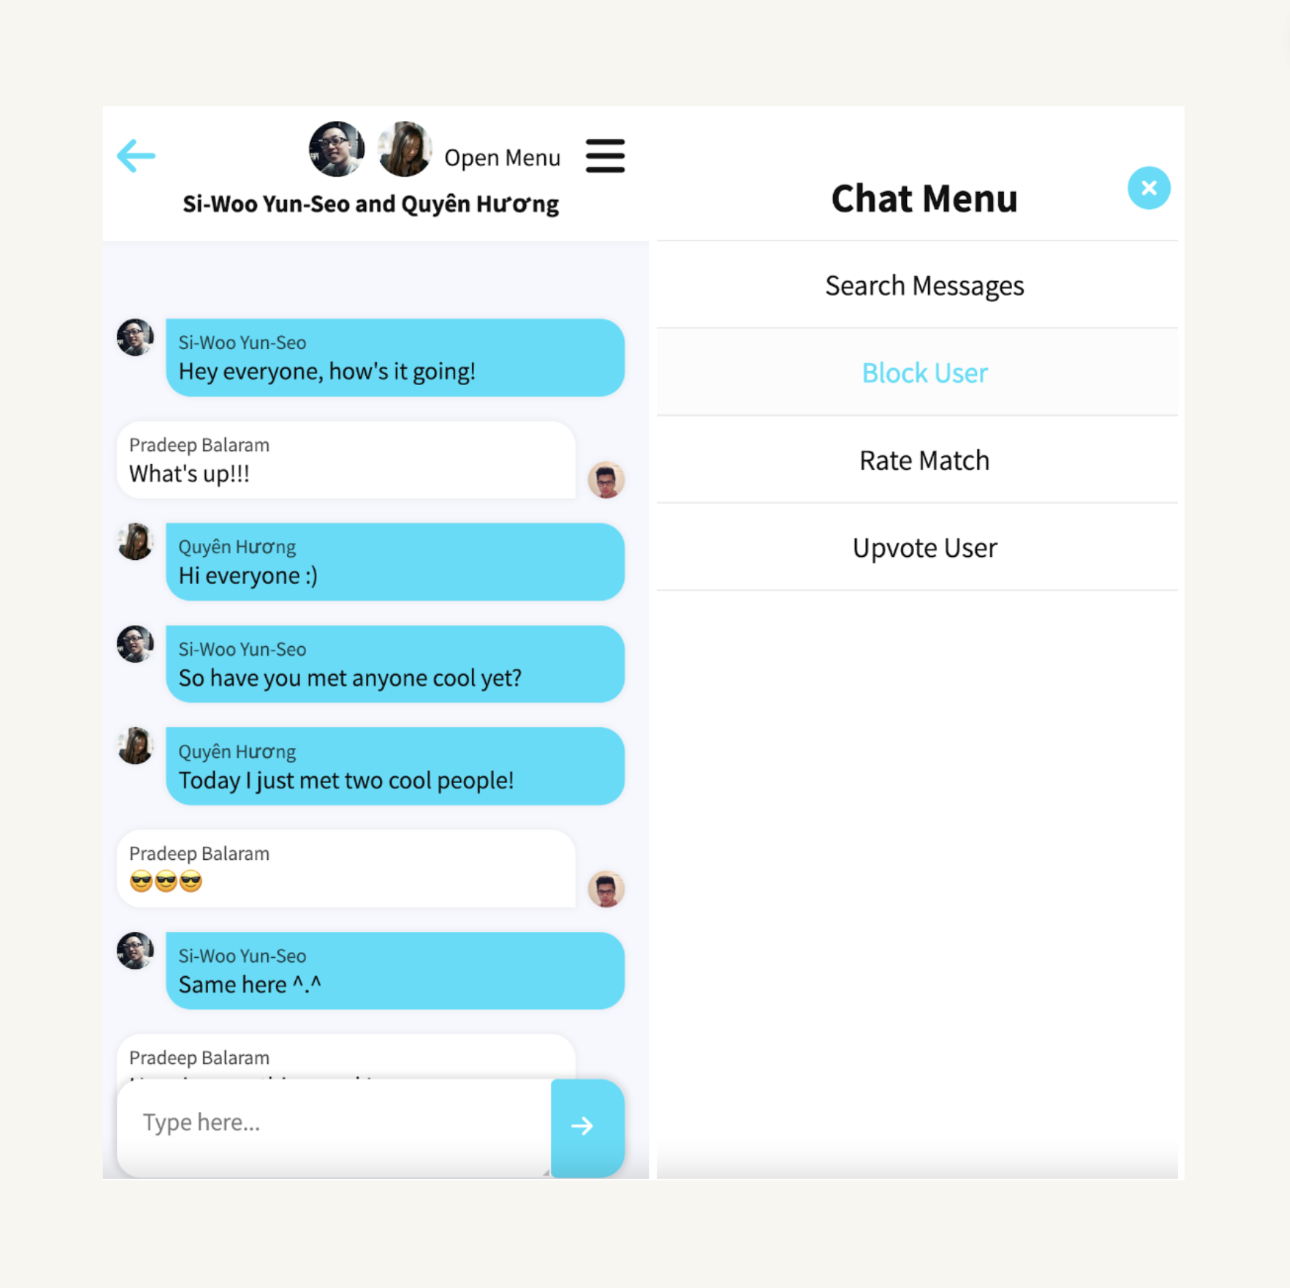 Open Menu
Si-Woo Yun-Seo and Quyên Hương
Si-Woo Yun-Seo
Hey everyone, how's it going!
Pradeep Balaram
What's up!!!
Quyên Hương
Hi everyone :)
Si-Woo Yun-Seo
So have you met anyone cool yet?
Quyên Hương
Today I just met two cool people!
Pradeep Balaram
😎😎😎
Si-Woo Yun-Seo
Same here ^.^
Pradeep Balaram
Type here...
Chat Menu
Search Messages
Block User
Rate Match
Upvote User